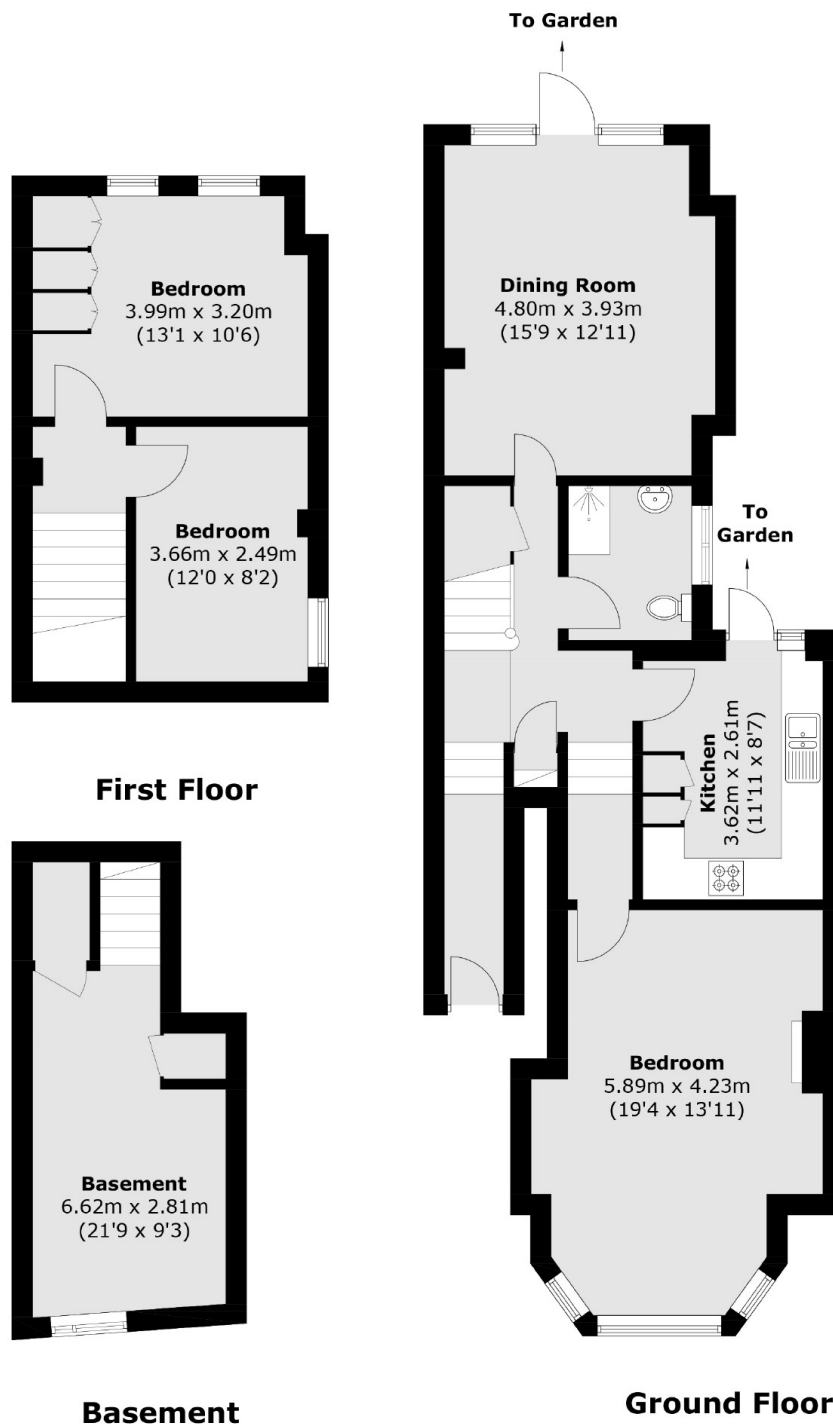 To Garden
Bedroom
3.99m x 3.20m
(13'1 x 10'6)
Bedroom
3.66m x 2.49m
(12'0 x 8'2)
First Floor
Dining Room
4.80m x 3.93m
(15'9 x 12'11)
To
Garden
Kitchen
3.62m x 2.61m
(11'11 x 8'7)
Bedroom
5.89m x 4.23m
(19'4 x 13'11)
Basement
6.62m x 2.81m
(21'9 x 9'3)
Basement
Ground Floor